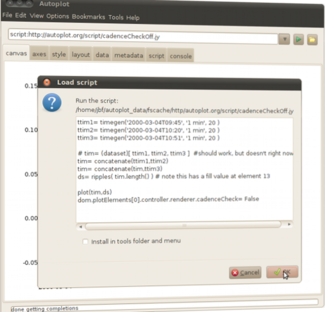 Autoplot
File Edit View Options Bookmarks Tools Help
script:http://autoplot.org/script/cadenceCheckOff.jy
canvas axes style layout data metadata script console
0.15
Load script
Run the script:
/home/jbf/autoplot_data/fscache/http/autoplot.org/script/cadenceCheckOff.jy
ttim1= timegen('2000-03-04T09:45', '1 min', 20 )
ttim2= timegen('2000-03-04T10:20', '1 min', 20 )
ttim3= timegen('2000-03-04T10:51', '1 min', 20 )
# tim= (dataset)[ ttim1, ttim2, ttim3 ] #should work, but doesn't right now
tim= concatenate(ttim1,ttim2)
tim= concatenate(tim,ttim3)
ds= ripples( tim.length() ) # note this has a fill value at element 13
plot(tim,ds)
dom.plotElements[0].controller.renderer.cadenceCheck= False
0.10
0.05
0.00
-0.05
Install in tools folder and menu
Cancel
done getting completions